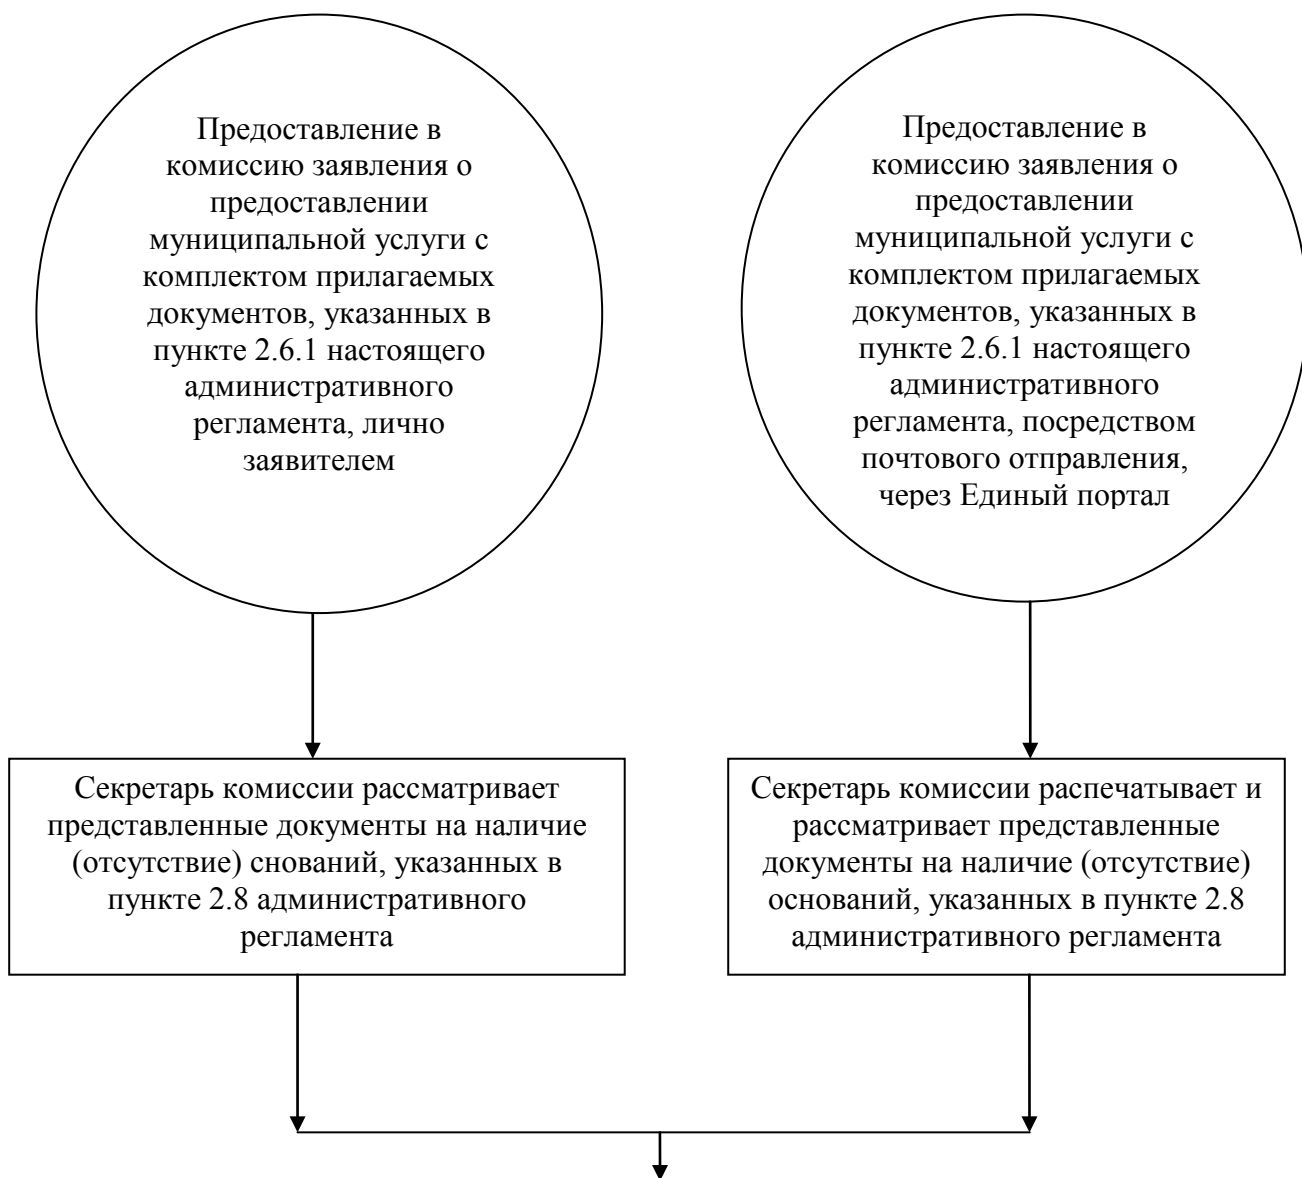 Предоставление в
комиссию заявления о
предоставлении
муниципальной услуги с
комплектом прилагаемых
документов, указанных в
пункте 2.6.1 настоящего
административного
регламента, лично
заявителем
Предоставление в
комиссию заявления о
предоставлении
муниципальной услуги с
комплектом прилагаемых
документов, указанных в
пункте 2.6.1 настоящего
административного
регламента, посредством
почтового отправления,
через Единый портал
Секретарь комиссии рассматривает
представленные документы на наличие
(отсутствие) снований, указанных в
пункте 2.8 административного
регламента
Секретарь комиссии распечатывает и
рассматривает представленные
документы на наличие (отсутствие)
оснований, указанных в пункте 2.8
административного регламента